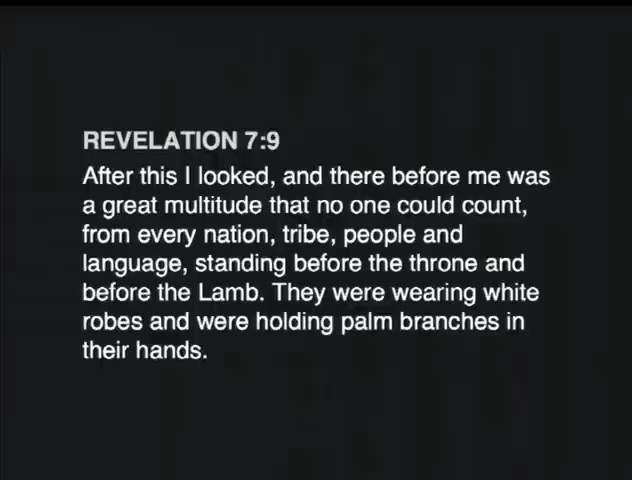 REVELATION 7:9
After this I looked, and there before me was
a great multitude that no one could count,
from every nation, tribe, people and
language, standing before the throne and
before the Lamb. They were wearing white
robes and were holding palm branches in
their hands.